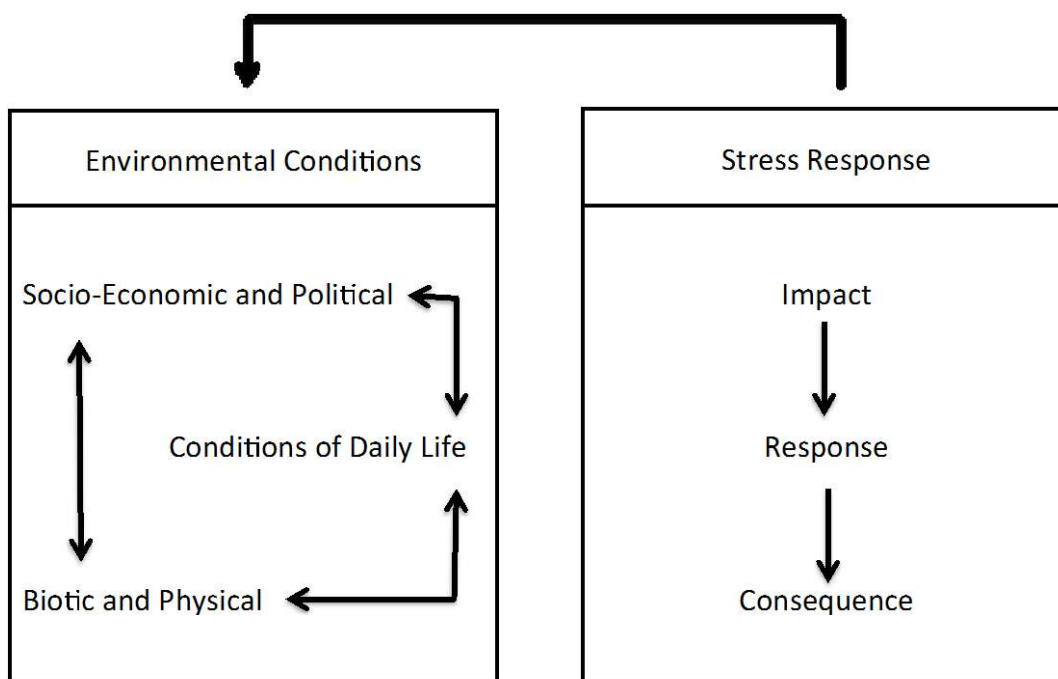 Environmental Conditions
Socio-Economic and Political
Conditions of Daily Life
Biotic and Physical
Stress Response
Impact
Response
Consequence